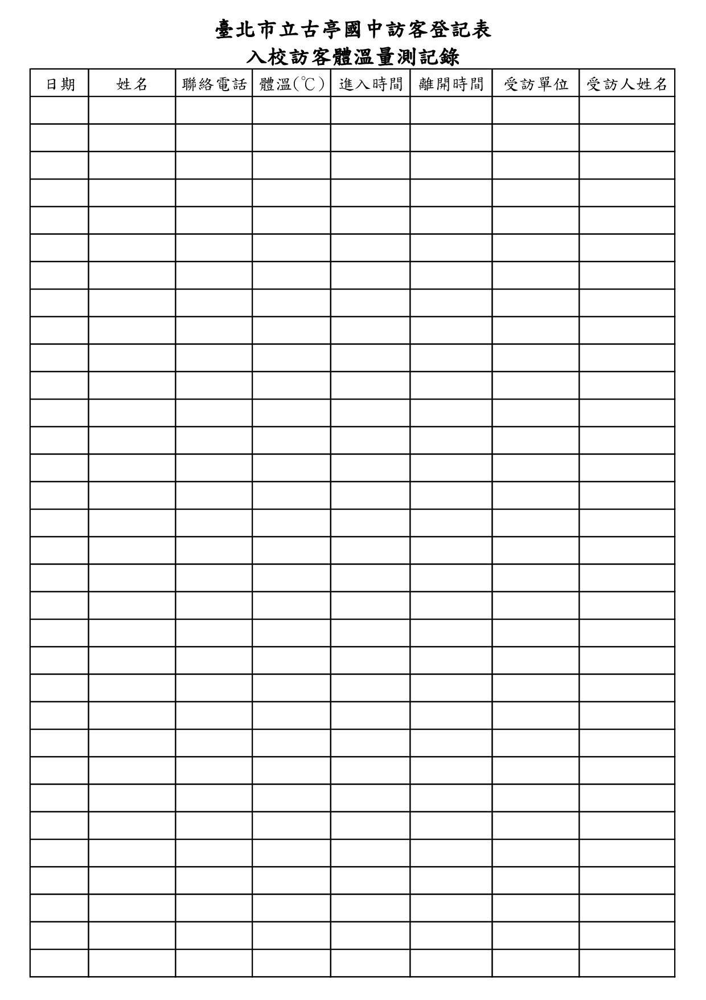 臺北市立古亭國中訪客登記表
入校訪客體溫量測記錄
日期 姓名 聯絡電話 體溫(℃) 進入時間 離開時間 受訪單位 受訪人姓名